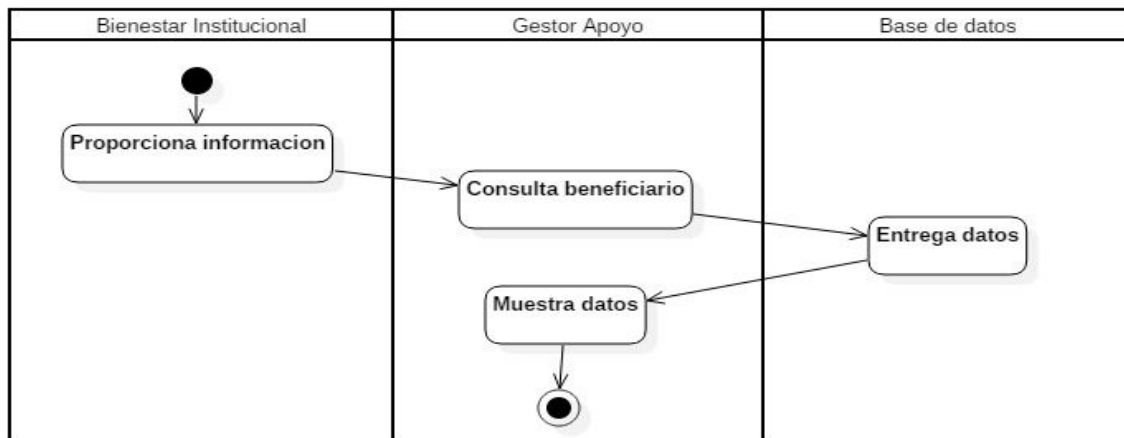 Bienestar Institucional
Gestor Apoyo
Base de datos
Proporciona informacion
Consulta beneficiario
Entrega datos
Muestra datos